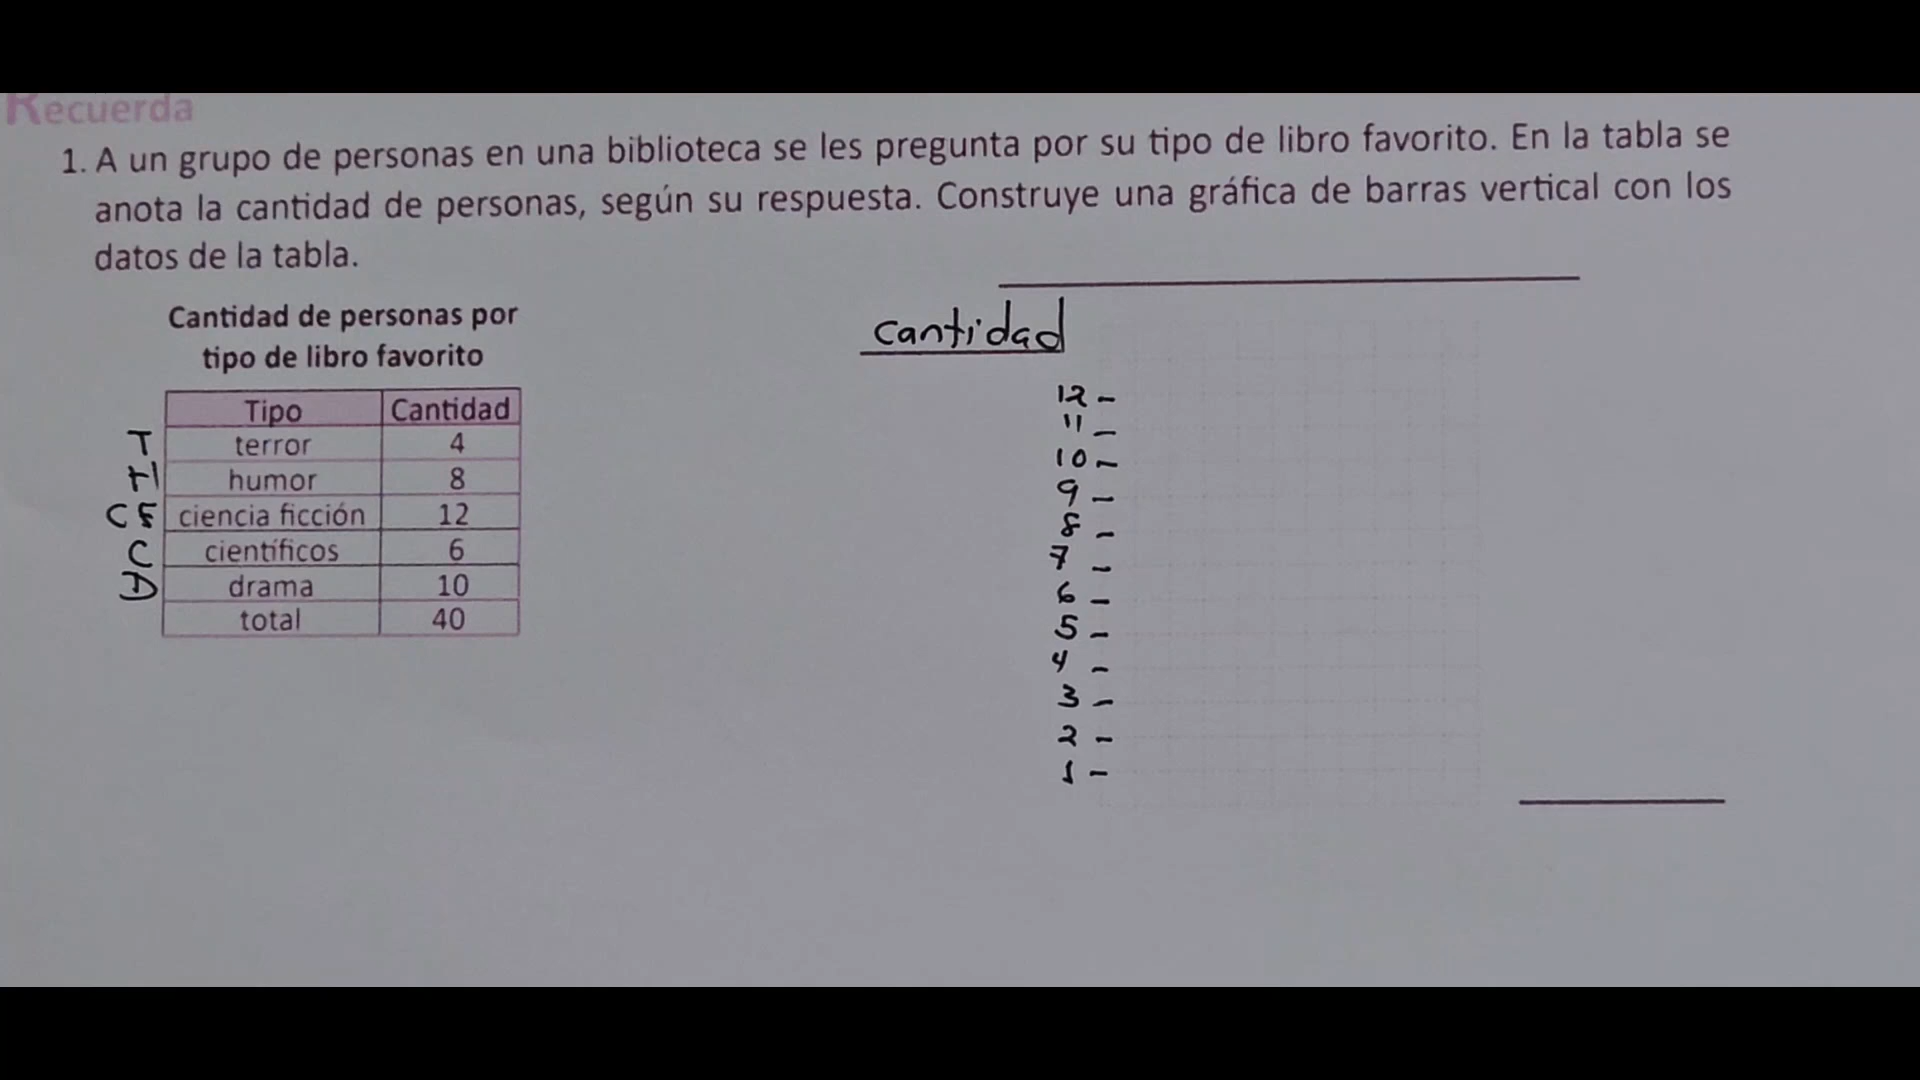 Recuerda
1. A un grupo de personas en una biblioteca se les pregunta por su tipo de libro favorito. En la tabla se
anota la cantidad de personas, según su respuesta. Construye una gráfica de barras vertical con los
datos de la tabla.
Cantidad de personas por
tipo de libro favorito
Tipo Cantidad
T terror 4
H humor 8
CF ciencia ficción 12
C científicos 6
D drama 10
total 40
cantidad
12 -
11 -
10 -
9 -
8 -
7 -
6 -
5 -
4 -
3 -
2 -
1 -